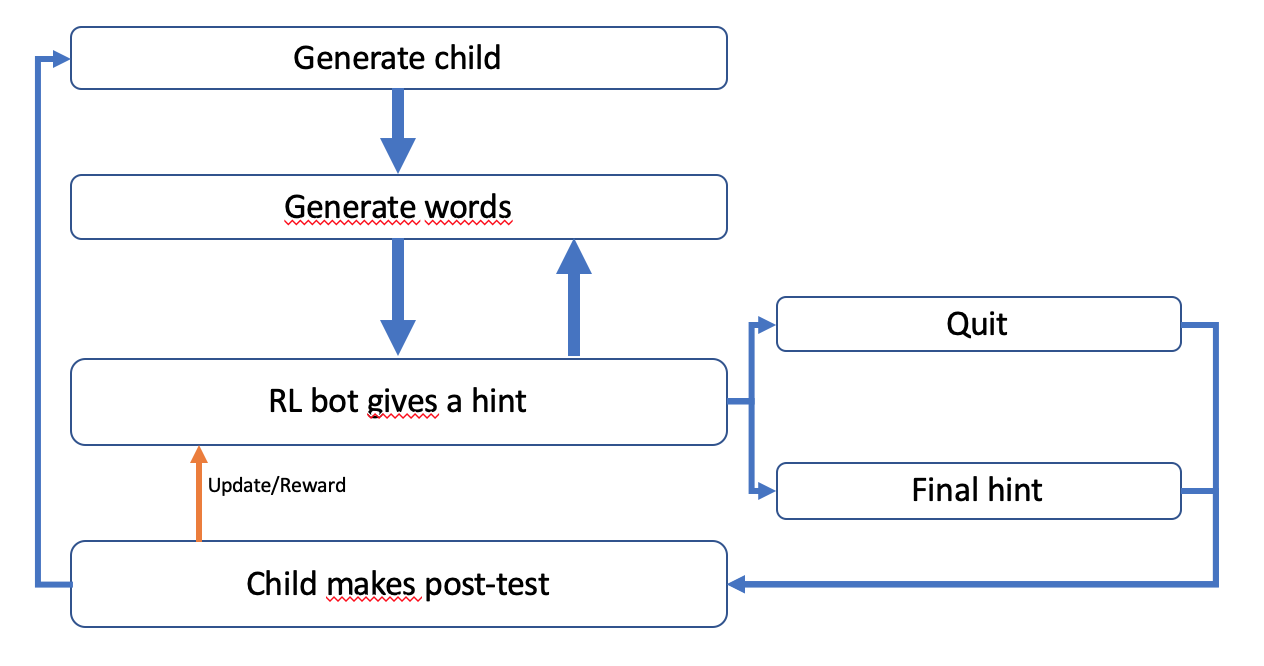 Generate child
Generate words
RL bot gives a hint
Quit
Final hint
Update/Reward
Child makes post-test